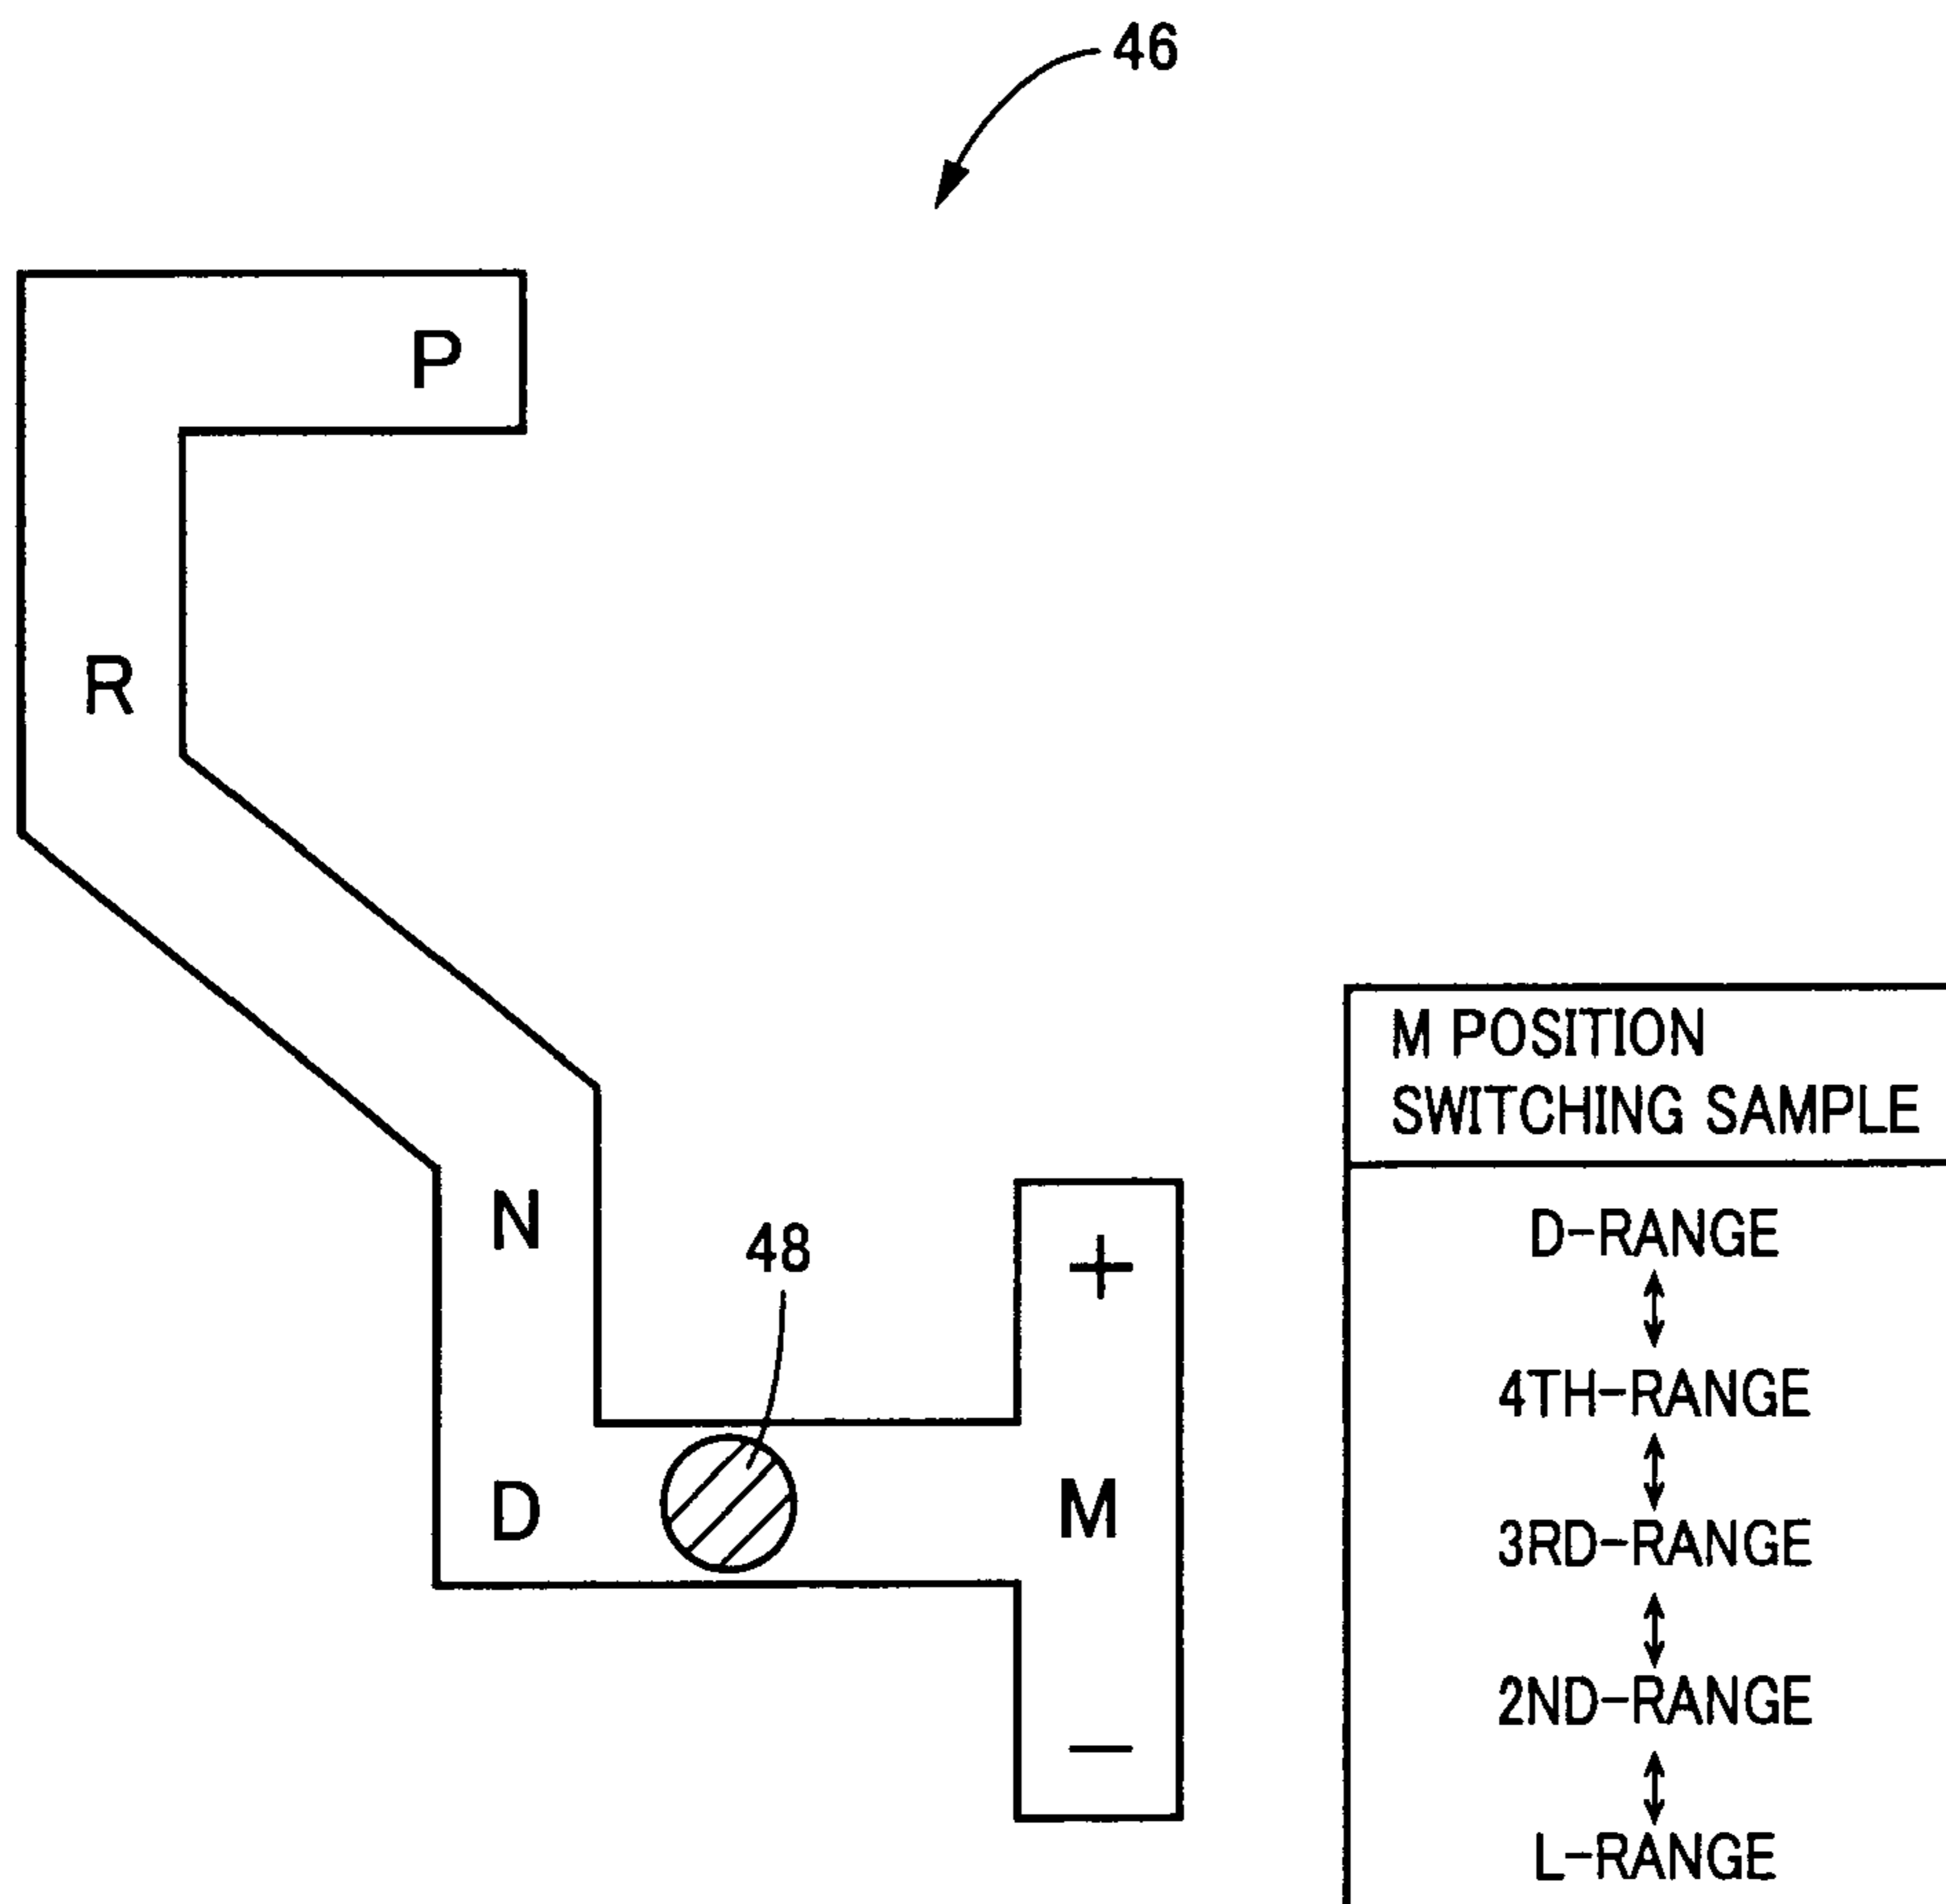 46
P
R
N
48
+
D
M
−
M POSITION
SWITCHING SAMPLE
D-RANGE
4TH-RANGE
3RD-RANGE
2ND-RANGE
L-RANGE